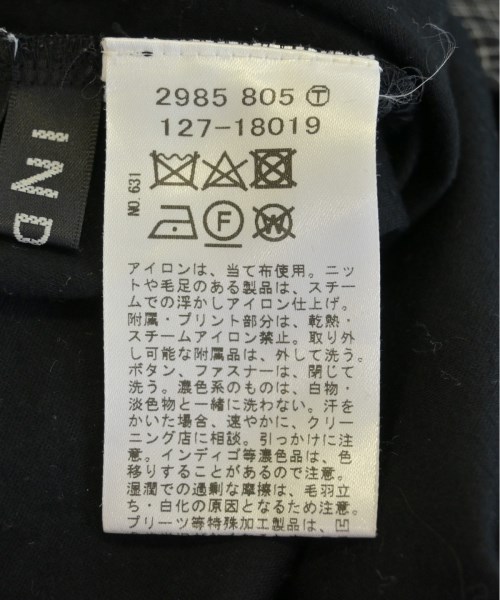 2985 805 Ⓣ
127-18019
NO. 631
F
W
IND
アイロンは、当て布使用。ニッ
トや毛足のある製品は、スチー
ムでの浮かしアイロン仕上げ。
附属・プリント部分は、乾熱・
スチームアイロン禁止。取り外
し可能な附属品は、外して洗う。
ボタン、ファスナーは、閉じて
洗う。濃色系のものは、白物・
淡色物と一緒に洗わない。汗を
かいた場合、速やかに、クリー
ニング店に相談。引っかけに注
意。インディゴ等濃色品は、色
移りすることがあるので注意。
湿潤での過剰な摩擦は、毛羽立
ち・白化の原因となるため注意。
プリーツ等特殊加工製品は、凹